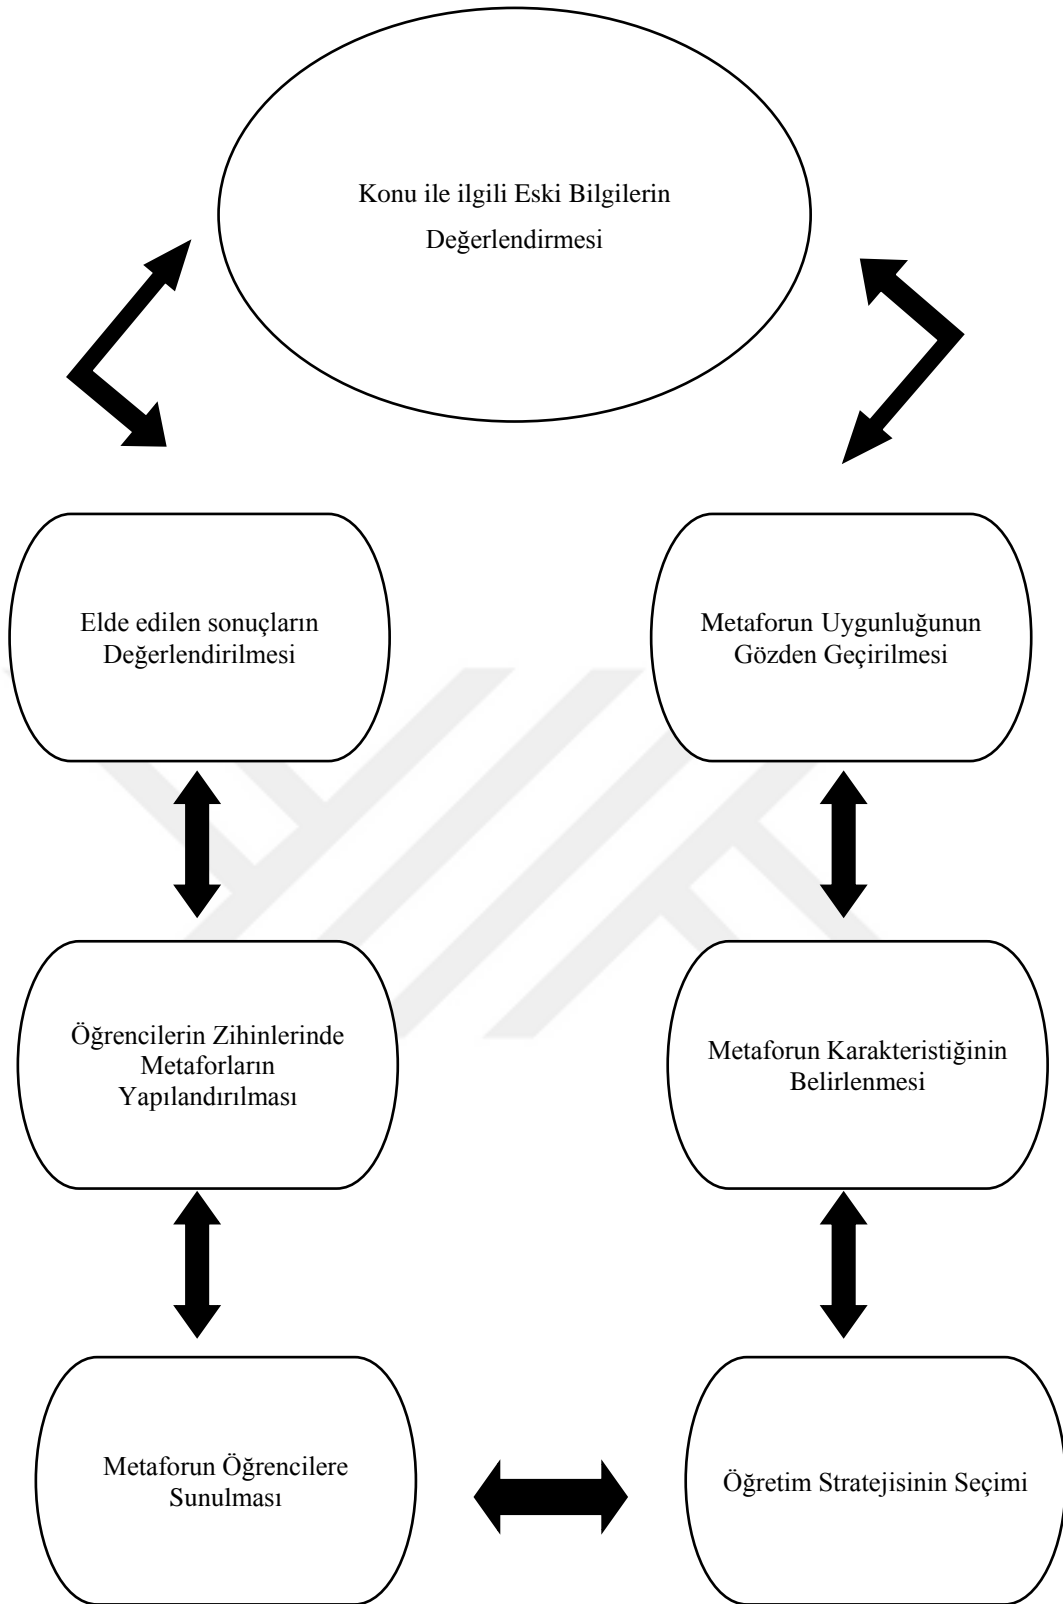 Konu ile ilgili Eski Bilgilerin
Değerlendirmesi
Elde edilen sonuçların
Değerlendirilmesi
Metaforun Uygunluğunun
Gözden Geçirilmesi
Öğrencilerin Zihinlerinde
Metaforların
Yapılandırılması
Metaforun Karakteristiğinin
Belirlenmesi
Metaforun Öğrencilere
Sunulması
Öğretim Stratejisinin Seçimi